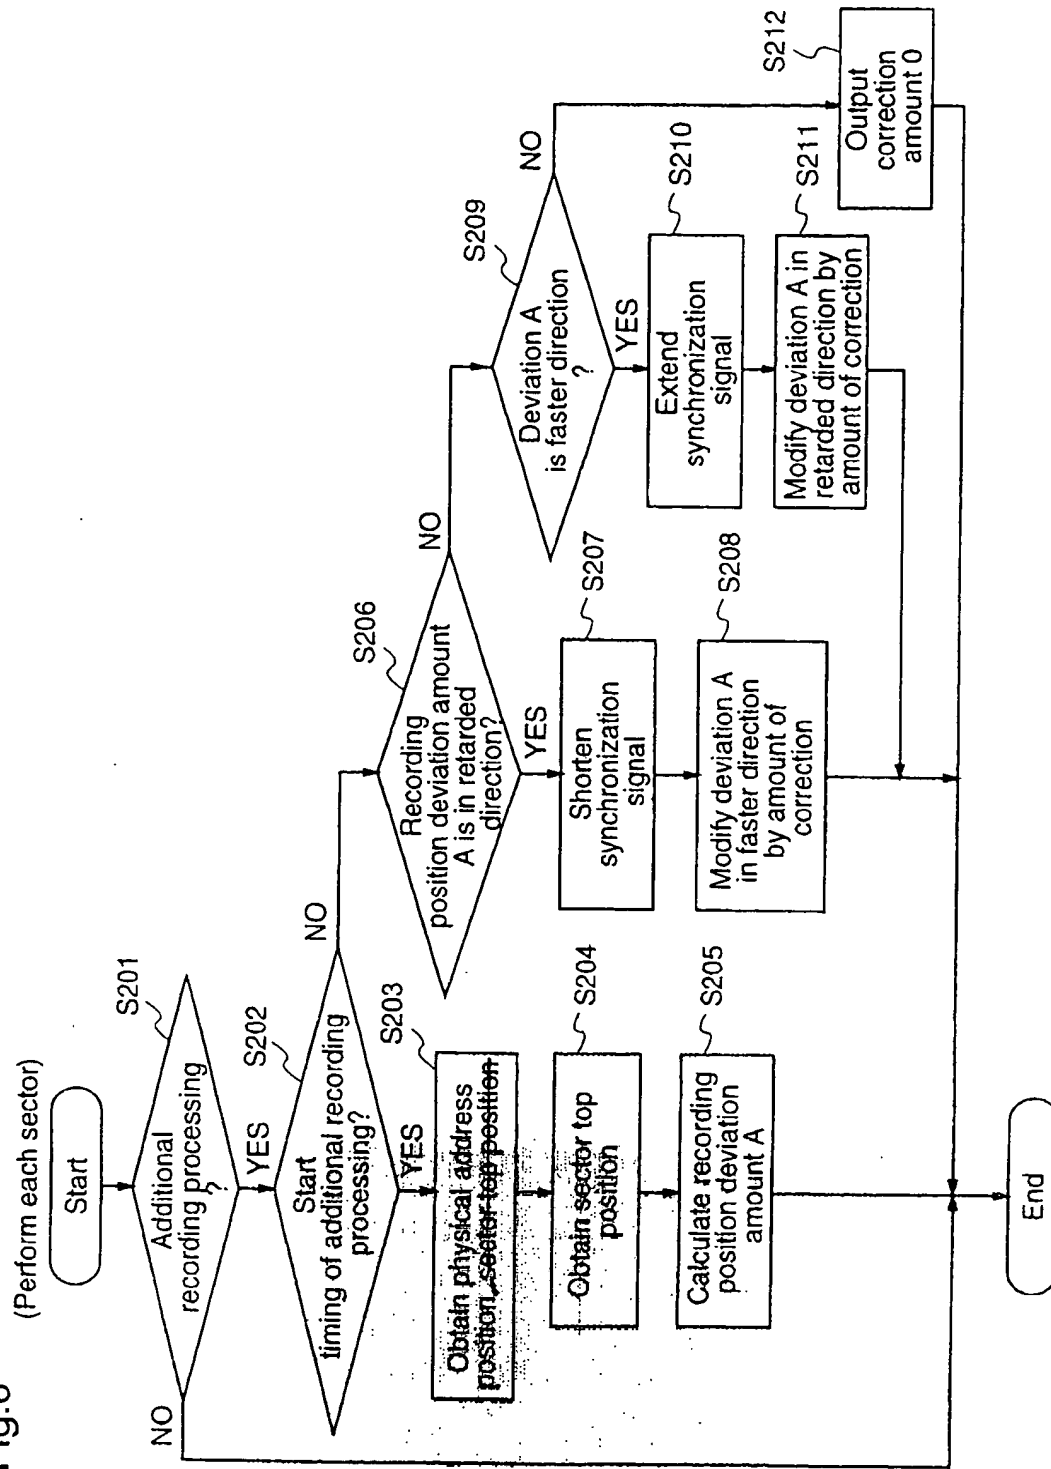 (Perform each sector)
Start
S201
Additional
recording processing
?
NO
YES
S202
Start
timing of additional recording
processing?
NO
YES
S203
Obtain physical address
position, sector top position
S204
Obtain sector top
position
S205
Calculate recording
position deviation
amount A
S206
Recording
position deviation amount
A is in retarded
direction?
NO
YES
S207
Shorten
synchronization
signal
S208
Modify deviation A
in faster direction
by amount of
correction
S209
Deviation A
is faster direction
?
NO
YES
S210
Extend
synchronization
signal
S211
Modify deviation A in
retarded direction by
amount of correction
S212
Output
correction
amount 0
End